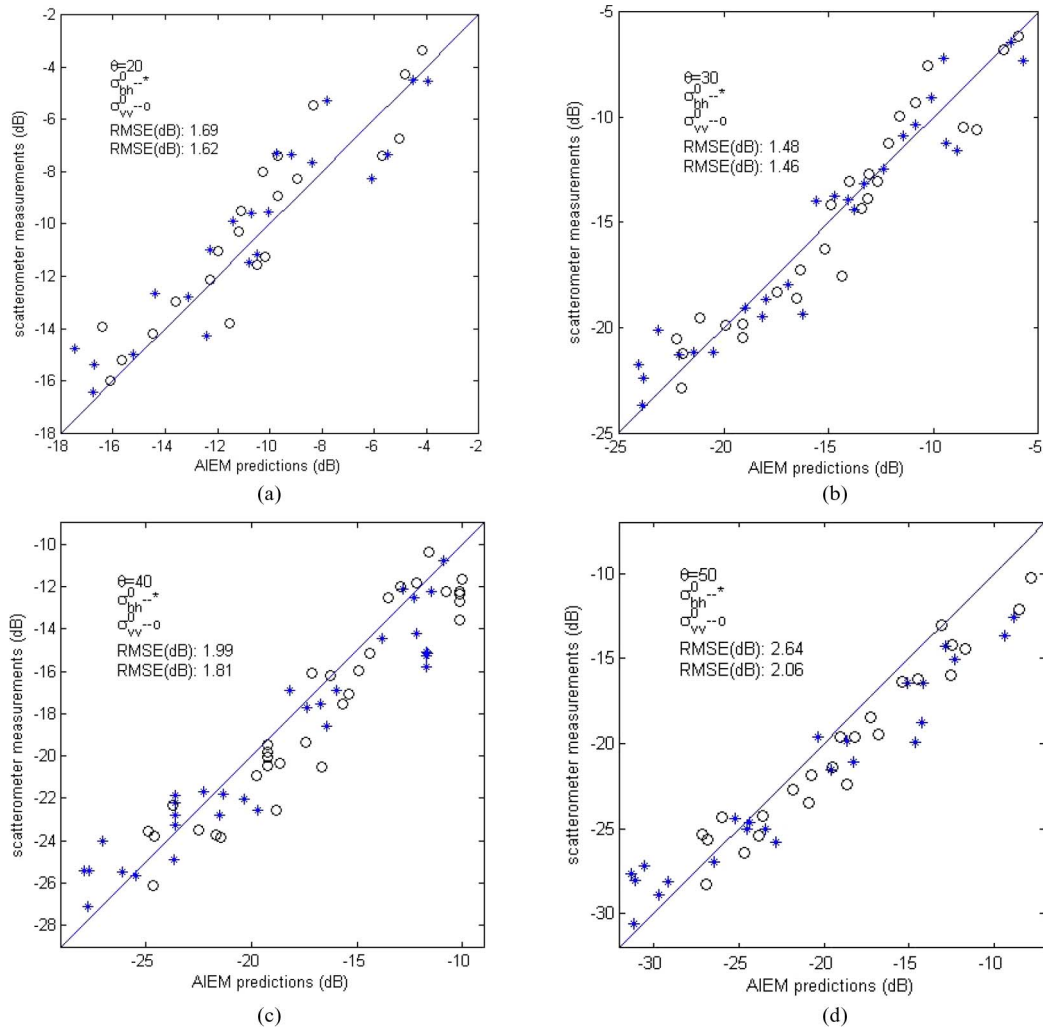 θ=20
σ⁰hh--*
σ⁰vv--o
RMSE(dB): 1.69
RMSE(dB): 1.62
scatterometer measurements (dB)
-2
-4
-6
-8
-10
-12
-14
-16
-18
-18 -16 -14 -12 -10 -8 -6 -4 -2
AIEM predictions (dB)
(a)
θ=30
σ⁰hh--*
σ⁰vv--o
RMSE(dB): 1.48
RMSE(dB): 1.46
scatterometer measurements (dB)
-5
-10
-15
-20
-25
-25 -20 -15 -10 -5
AIEM predictions (dB)
(b)
θ=40
σ⁰hh--*
σ⁰vv--o
RMSE(dB): 1.99
RMSE(dB): 1.81
scatterometer measurements (dB)
-10
-12
-14
-16
-18
-20
-22
-24
-26
-28
-25 -20 -15 -10
AIEM predictions (dB)
(c)
θ=50
σ⁰hh--*
σ⁰vv--o
RMSE(dB): 2.64
RMSE(dB): 2.06
scatterometer measurements (dB)
-10
-15
-20
-25
-30
-30 -25 -20 -15 -10
AIEM predictions (dB)
(d)